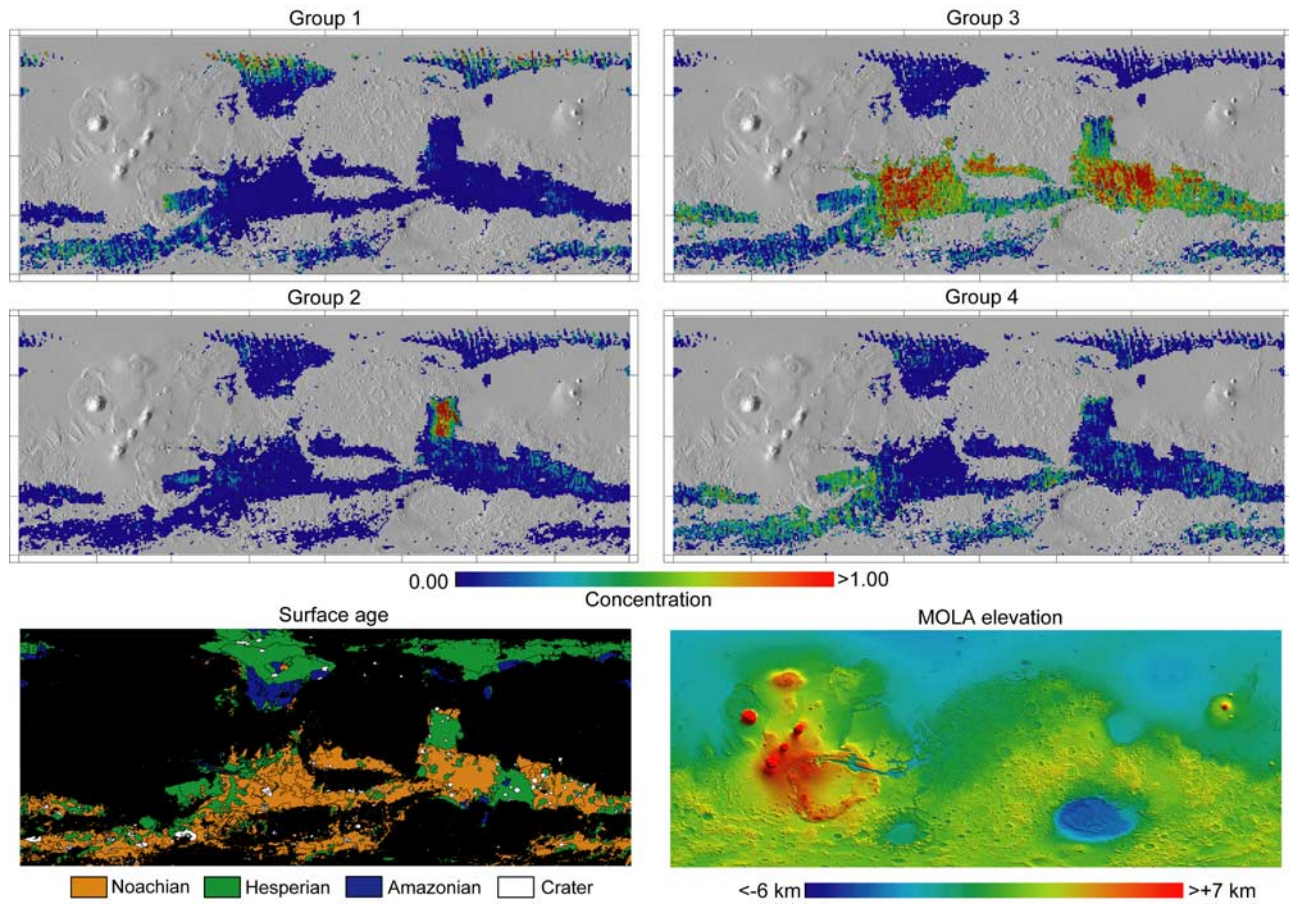 Group 1
Group 3
Group 2
Group 4
0.00
>1.00
Concentration
Surface age
MOLA elevation
Noachian
Hesperian
Amazonian
Crater
<-6 km
>+7 km